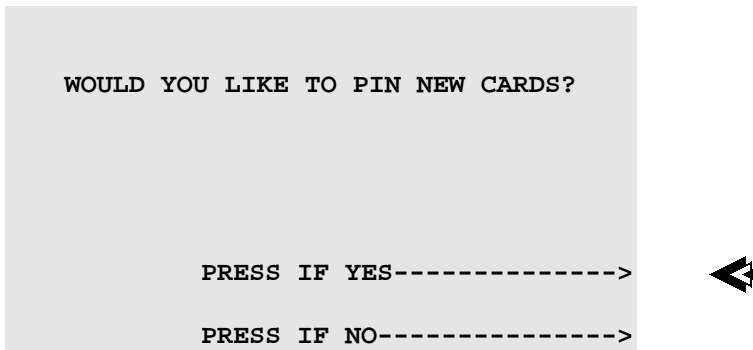 WOULD YOU LIKE TO PIN NEW CARDS?
PRESS IF YES-------------->
PRESS IF NO--------------->